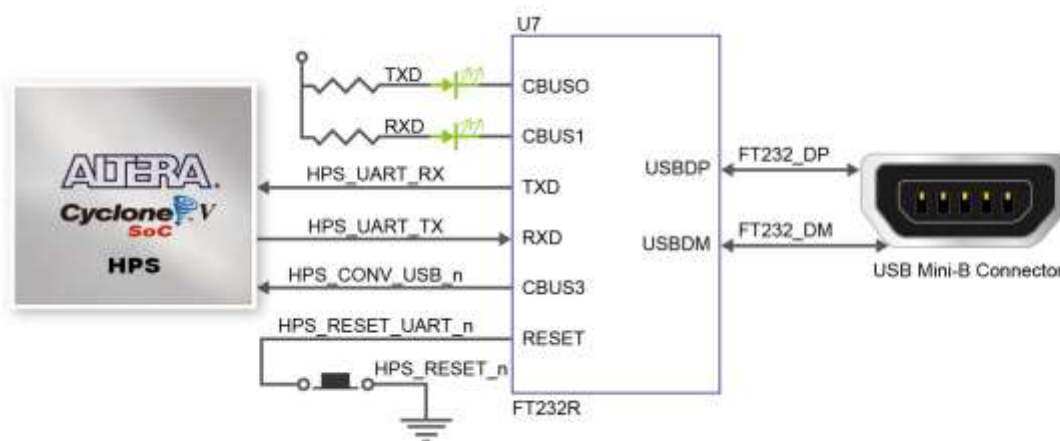 U7
TXD
CBUSO
RXD
CBUS1
ALTERA.
Cyclone V
SoC
HPS
HPS_UART_RX
TXD
HPS_UART_TX
RXD
HPS_CONV_USB_n
CBUS3
HPS_RESET_UART_n
RESET
HPS_RESET_n
FT232R
USBDP
FT232_DP
USBDM
FT232_DM
USB Mini-B Connector